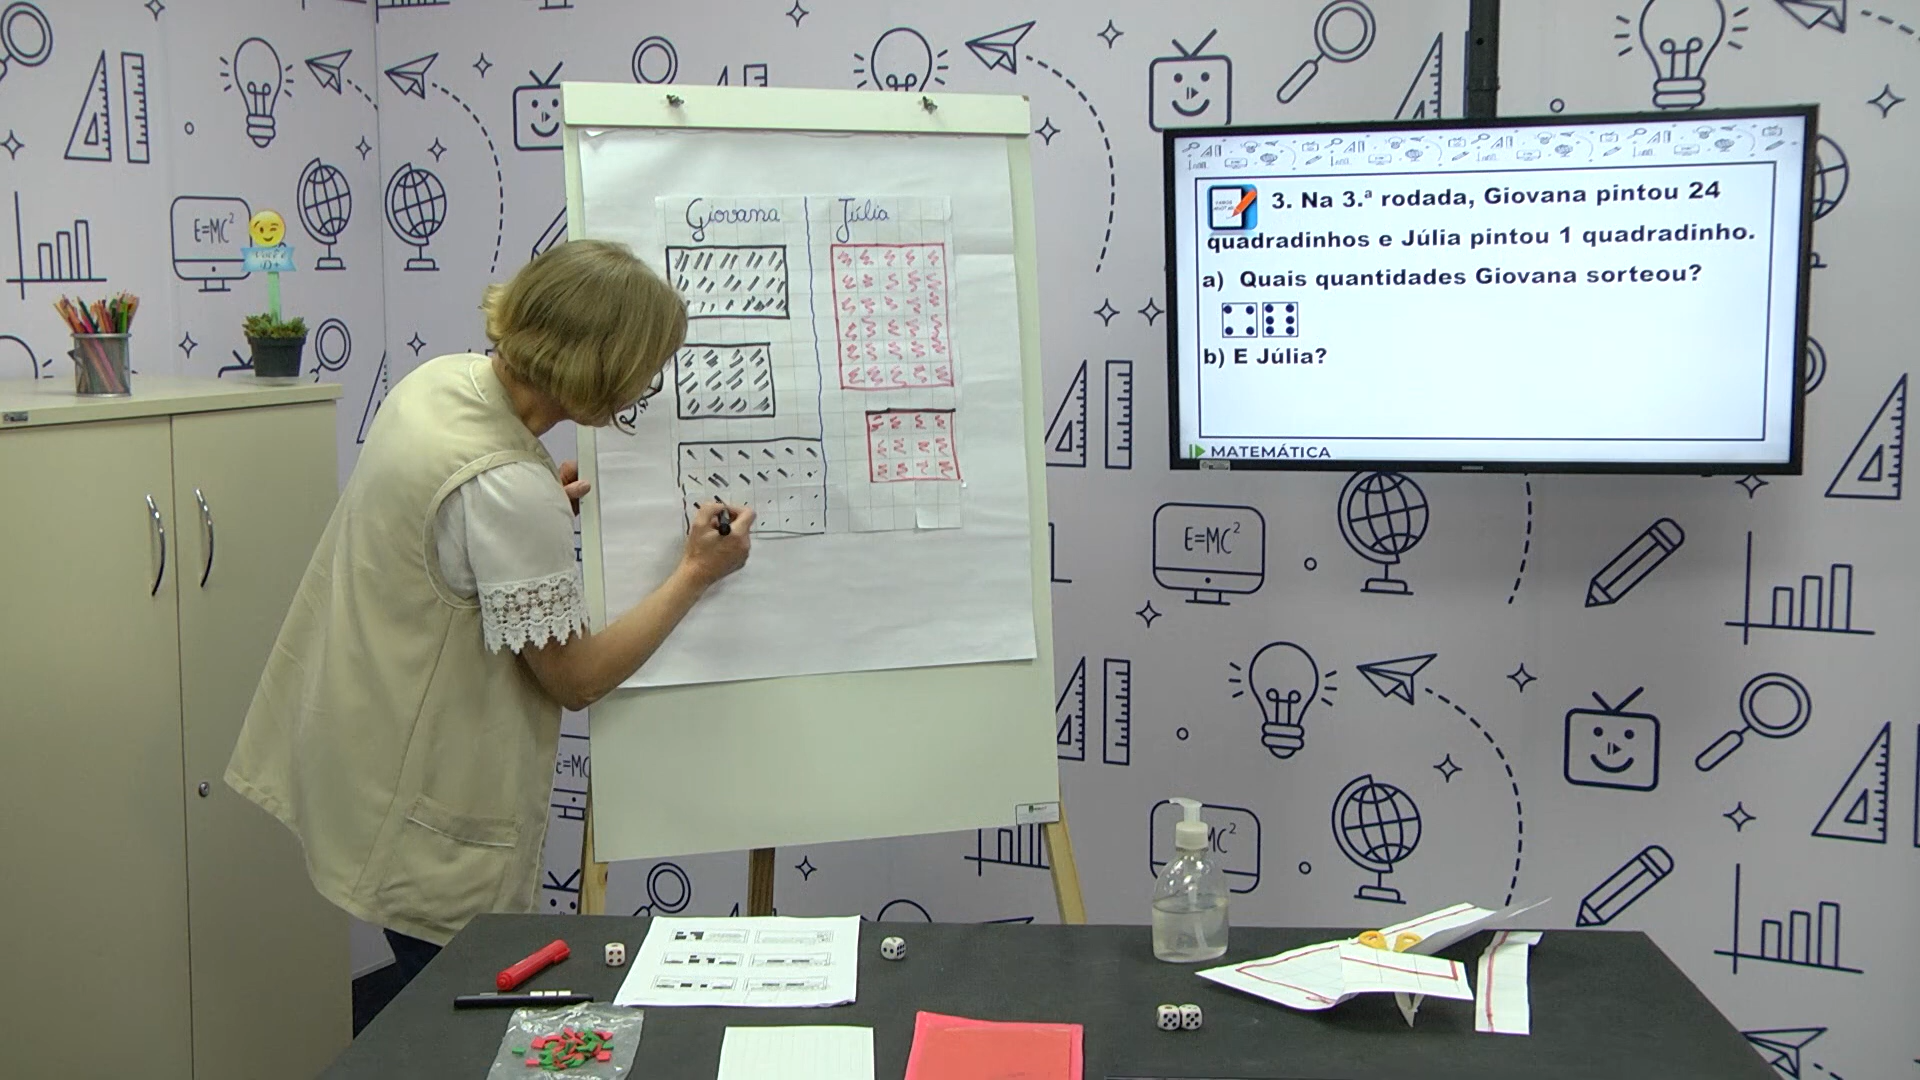 Giovana Júlia
3. Na 3.ª rodada, Giovana pintou 24
quadradinhos e Júlia pintou 1 quadradinho.
a) Quais quantidades Giovana sorteou?
b) E Júlia?
MATEMÁTICA
E=MC²
E=MC²